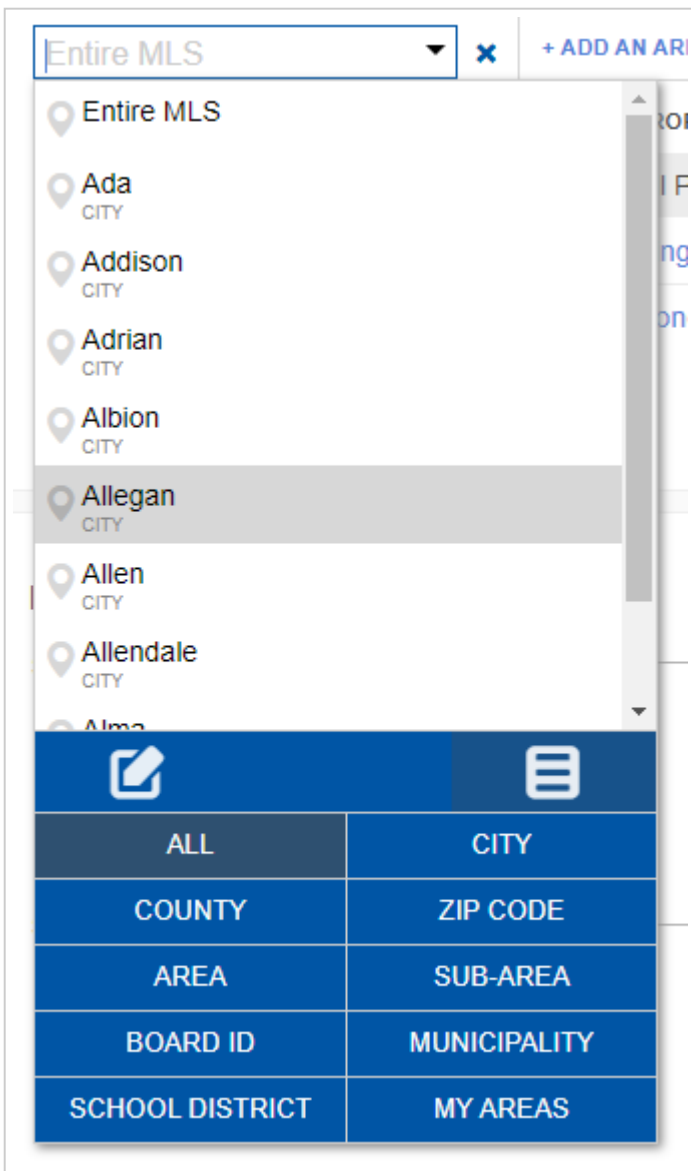 Entire MLS
+ ADD AN AR
Entire MLS
Ada
CITY
Addison
CITY
Adrian
CITY
Albion
CITY
Allegan
CITY
Allen
CITY
Allendale
CITY
Alma
ALL
CITY
COUNTY
ZIP CODE
AREA
SUB-AREA
BOARD ID
MUNICIPALITY
SCHOOL DISTRICT
MY AREAS